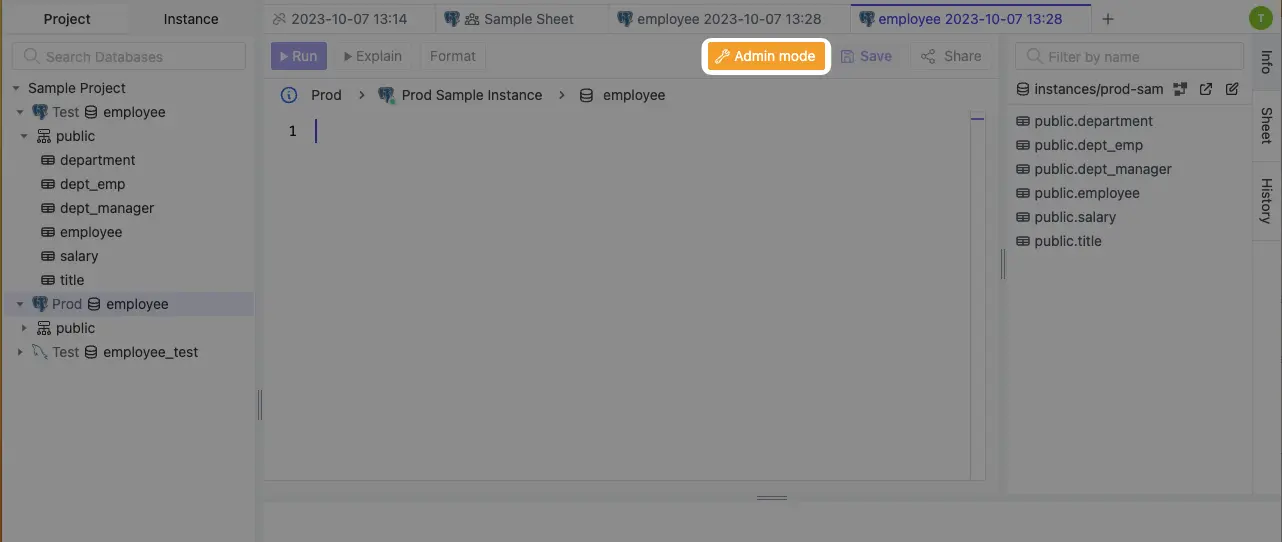 Project Instance
2023-10-07 13:14 Sample Sheet employee 2023-10-07 13:28 employee 2023-10-07 13:28 + T
Search Databases
Run Explain Format Admin mode Save Share
Filter by name
Prod > Prod Sample Instance > employee
1
Sample Project
Test employee
public
department
dept_emp
dept_manager
employee
salary
title
Prod employee
public
Test employee_test
instances/prod-sam
public.department
public.dept_emp
public.dept_manager
public.employee
public.salary
public.title
Info
Sheet
History